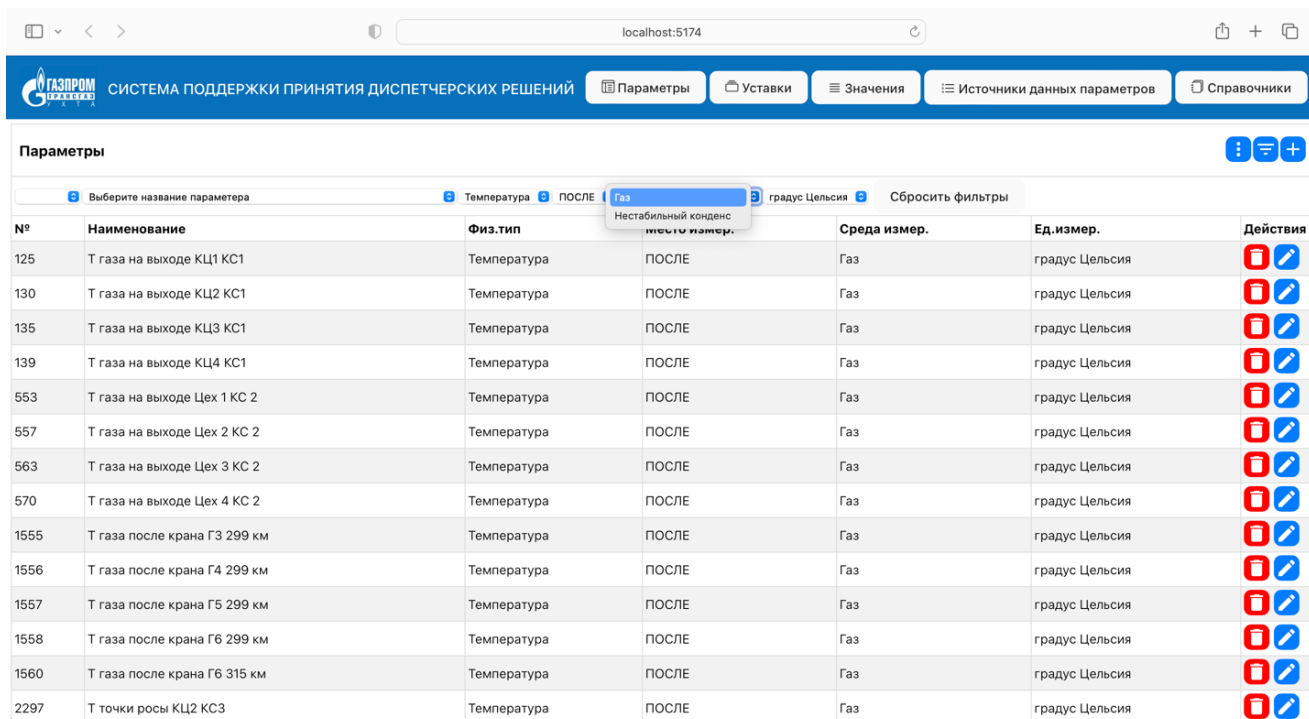 localhost:5174
ГАЗПРОМ
ТРАНСГАЗ
УХТА
СИСТЕМА ПОДДЕРЖКИ ПРИНЯТИЯ ДИСПЕТЧЕРСКИХ РЕШЕНИЙ Параметры Уставки Значения Источники данных параметров Справочники
Параметры
Выберите название параметра Температура ПОСЛЕ Газ градус Цельсия Сбросить фильтры
Нестабильный конденс
№ Наименование Физ.тип Место измер. Среда измер. Ед.измер. Действия
125 Т газа на выходе КЦ1 КС1 Температура ПОСЛЕ Газ градус Цельсия
130 Т газа на выходе КЦ2 КС1 Температура ПОСЛЕ Газ градус Цельсия
135 Т газа на выходе КЦ3 КС1 Температура ПОСЛЕ Газ градус Цельсия
139 Т газа на выходе КЦ4 КС1 Температура ПОСЛЕ Газ градус Цельсия
553 Т газа на выходе Цех 1 КС 2 Температура ПОСЛЕ Газ градус Цельсия
557 Т газа на выходе Цех 2 КС 2 Температура ПОСЛЕ Газ градус Цельсия
563 Т газа на выходе Цех 3 КС 2 Температура ПОСЛЕ Газ градус Цельсия
570 Т газа на выходе Цех 4 КС 2 Температура ПОСЛЕ Газ градус Цельсия
1555 Т газа после крана Г3 299 км Температура ПОСЛЕ Газ градус Цельсия
1556 Т газа после крана Г4 299 км Температура ПОСЛЕ Газ градус Цельсия
1557 Т газа после крана Г5 299 км Температура ПОСЛЕ Газ градус Цельсия
1558 Т газа после крана Г6 299 км Температура ПОСЛЕ Газ градус Цельсия
1560 Т газа после крана Г6 315 км Температура ПОСЛЕ Газ градус Цельсия
2297 Т точки росы КЦ2 КС3 Температура ПОСЛЕ Газ градус Цельсия